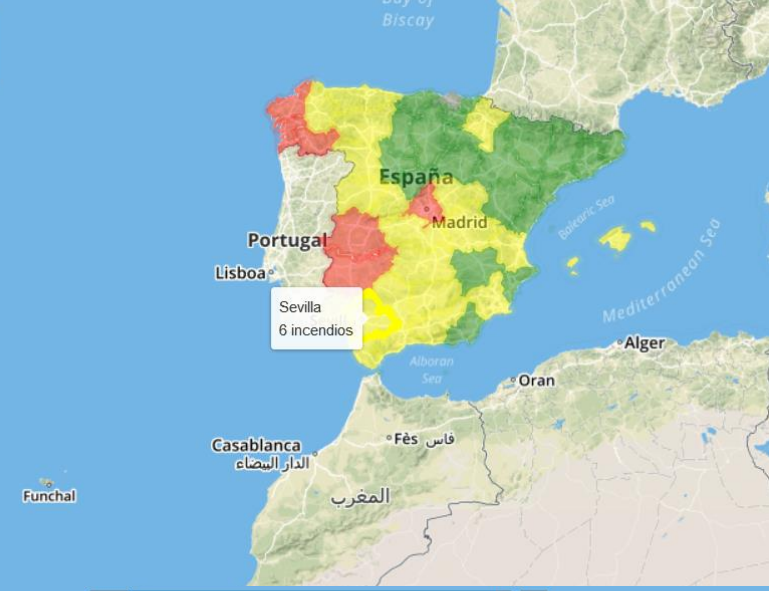 Bay of
Biscay
España
Madrid
Portugal
Lisboa
Balearic Sea
Mediterranean Sea
Sevilla
6 incendios
Alboran
Sea
Alger
Oran
Fès فاس
Casablanca
الدار البيضاء
المغرب
Funchal